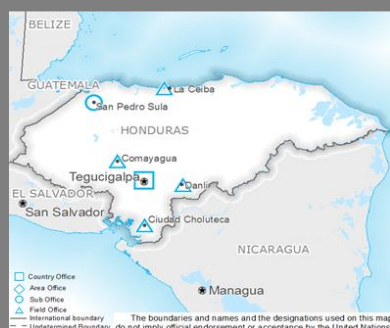 BELIZE
GUATEMALA
La Ceiba
San Pedro Sula
HONDURAS
Comayagua
Tegucigalpa
Danli
EL SALVADOR
San Salvador
Ciudad Choluteca
NICARAGUA
Managua
Country Office
Area Office
Sub Office
Field Office
International boundary
Undetermined Boundary
The boundaries and names and the designations used on this map
do not imply official endorsement or acceptance by the United Nations